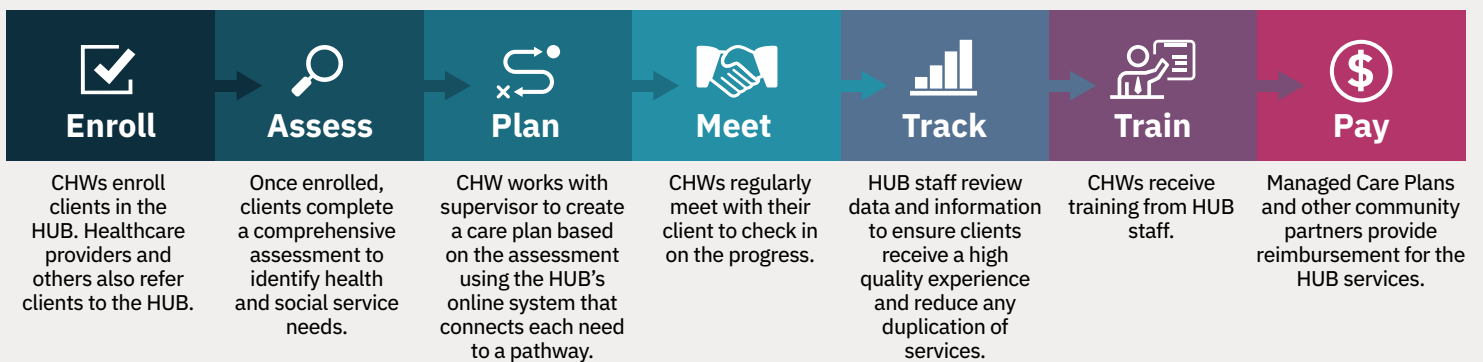 Enroll
CHWs enroll
clients in the
HUB. Healthcare
providers and
others also refer
clients to the HUB.
Assess
Once enrolled,
clients complete
a comprehensive
assessment to
identify health
and social service
needs.
Plan
CHW works with
supervisor to create
a care plan based
on the assessment
using the HUB’s
online system that
connects each need
to a pathway.
Meet
CHWs regularly
meet with their
client to check in
on the progress.
Track
HUB staff review
data and information
to ensure clients
receive a high
quality experience
and reduce any
duplication of
services.
Train
CHWs receive
training from HUB
staff.
$
Pay
Managed Care Plans
and other community
partners provide
reimbursement for the
HUB services.